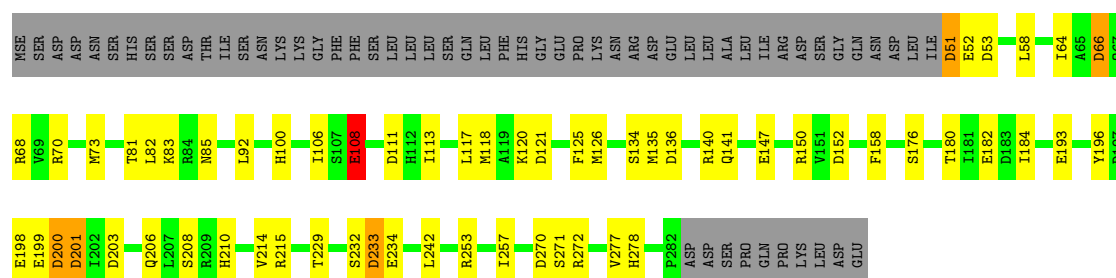 MSE SER ASP ASP ASN SER HIS SER SER ASP THR ILE SER ASN LYS LYS GLY PHE PHE SER LEU LEU LEU SER GLN LEU PHE HIS GLY GLU PRO LYS ASN ARG ASP GLU LEU LEU ALA LEU ILE ARG ASP SER GLY GLN ASN ASP LEU ILE D51 E52 D53 L58 I64 A65 D66
R68 V69 R70 M73 T81 L82 K83 R84 N85 L92 H100 I106 S107 E108 D111 H112 I113 L117 M118 A119 K120 D121 F125 M126 S134 M135 D136 R140 Q141 E147 R150 V151 D152 F158 S176 T180 I181 E182 D183 I184 E193 Y196
E198 E199 D200 D201 I202 D203 Q206 L207 S208 R209 H210 V214 R215 T229 S232 D233 E234 L242 R253 I257 D270 S271 R272 V277 H278 P282 ASP ASP SER PRO GLN PRO LYS LEU ASP GLU